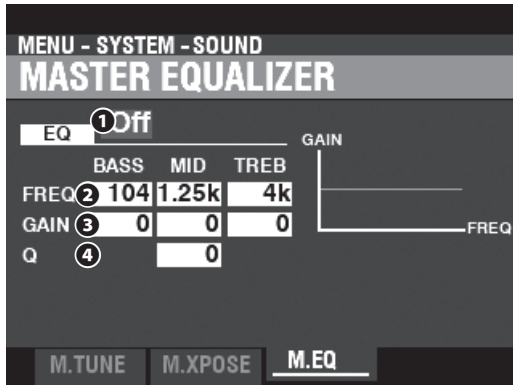 MENU - SYSTEM - SOUND
MASTER EQUALIZER
EQ 1 Off
GAIN
BASS MID TREB
FREQ 2 104 1.25k 4k
GAIN 3 0 0 0
FREQ
Q 4 0
M.TUNE M.XPOSE M.EQ